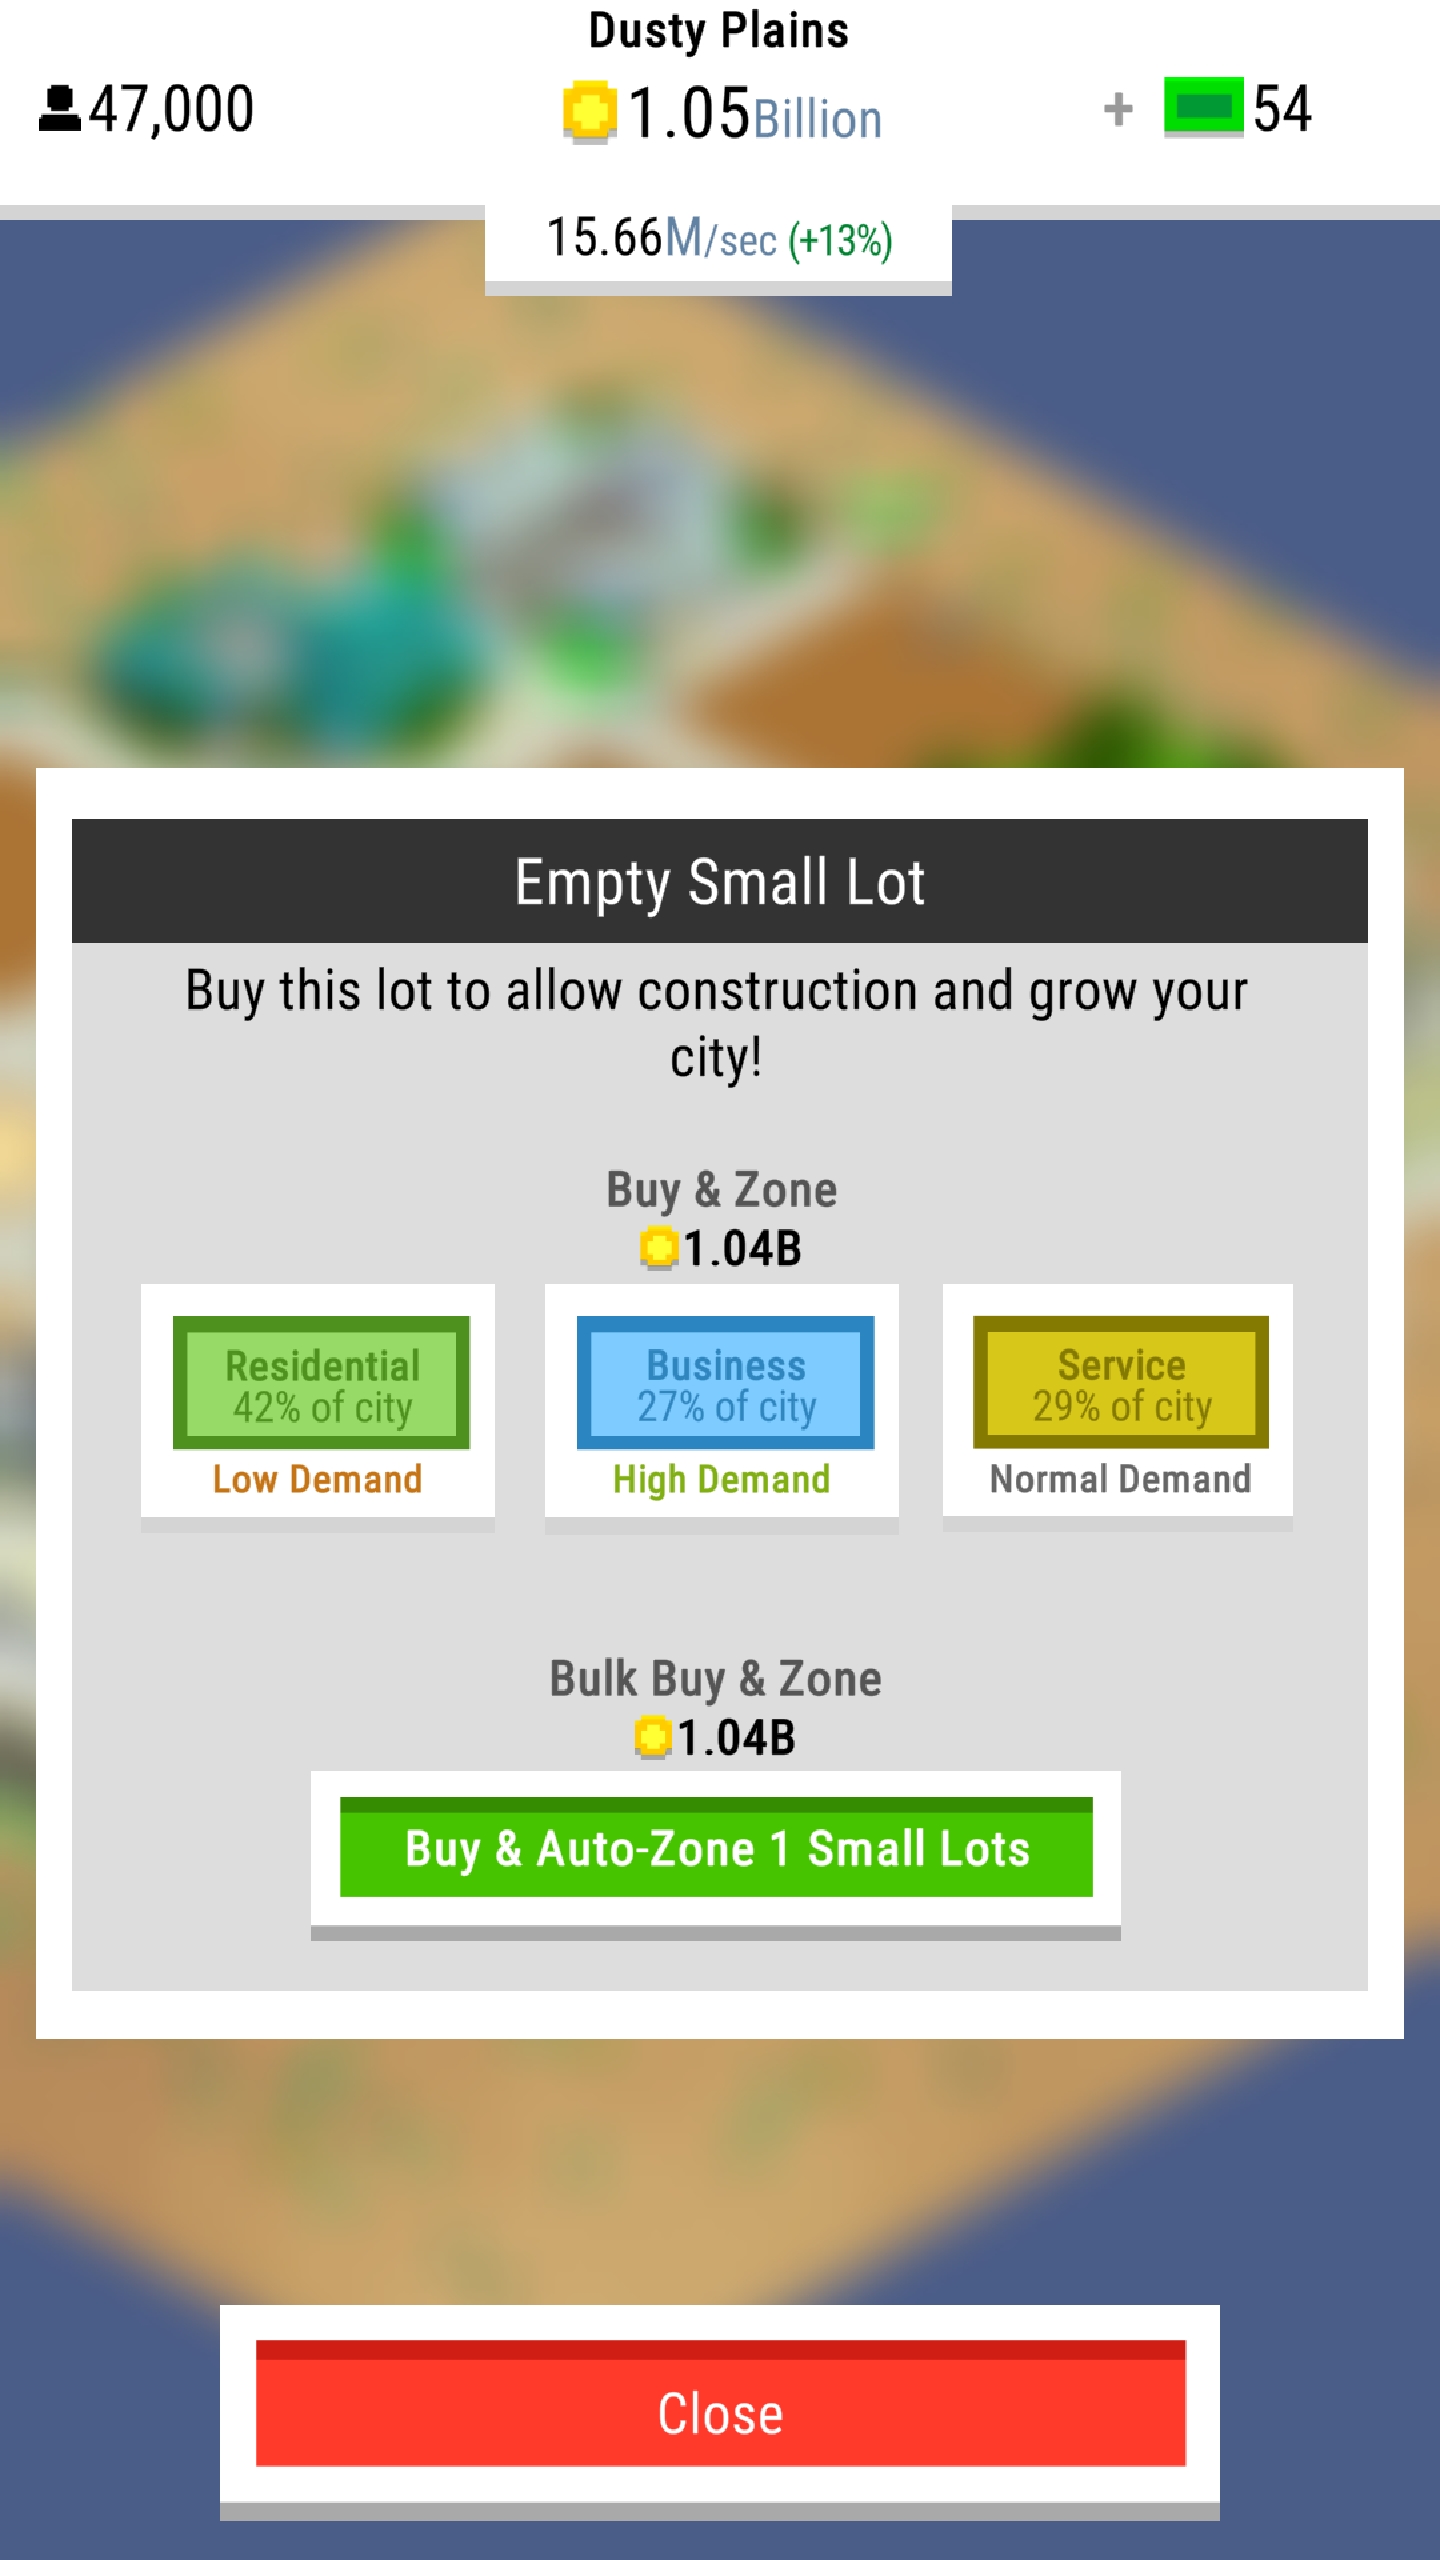 Dusty Plains
47,000
1.05Billion
+ 54
15.66M/sec (+13%)
Empty Small Lot
Buy this lot to allow construction and grow your
city!
Buy & Zone
1.04B
Residential
42% of city
Low Demand
Business
27% of city
High Demand
Service
29% of city
Normal Demand
Bulk Buy & Zone
1.04B
Buy & Auto-Zone 1 Small Lots
Close